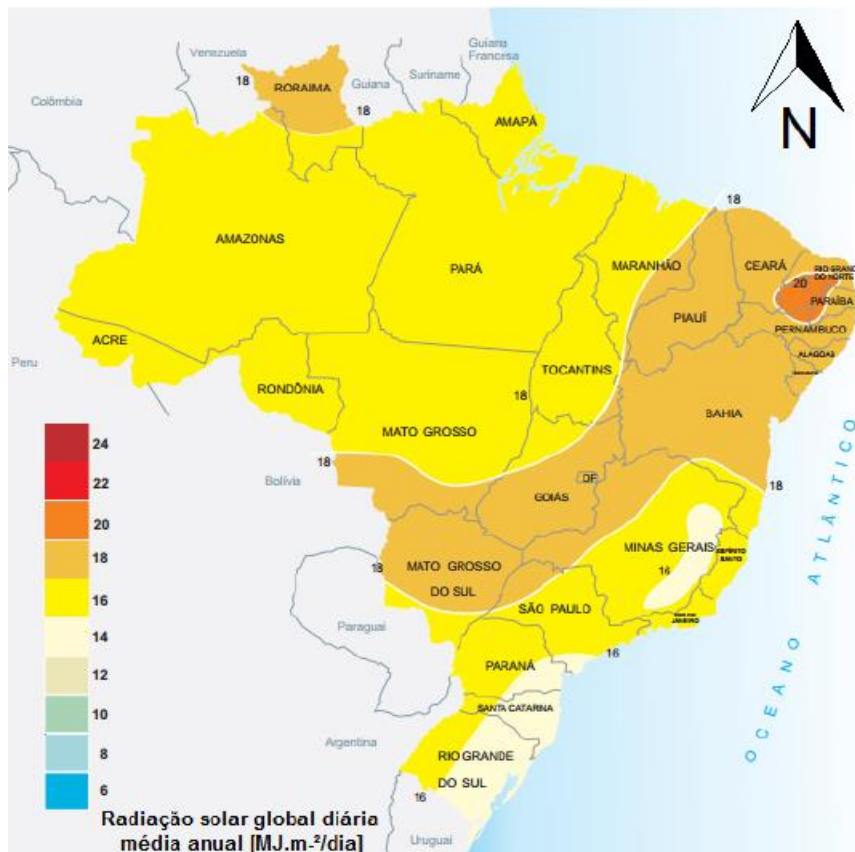 Venezuela
Guiana
Francesa
Suriname
Guiana
Colômbia
18
RORAIMA
18
AMAPÁ
N
18
AMAZONAS
PARÁ
MARANHÃO
CEARÁ
RIO GRANDE
DO NORTE
20
PARAÍBA
PIAUÍ
PERNAMBUCO
ALAGOAS
ACRE
Peru
RONDÔNIA
TOCANTINS
18
MATO GROSSO
BAHIA
18
Bolívia
DF
GOIÁS
18
MINAS GERAIS
ESPÍRITO
SANTO
16
18
MATO GROSSO
DO SUL
SÃO PAULO
JANEIRO
Paraguai
16
PARANÁ
SANTA CATARINA
Argentina
RIO GRANDE
DO SUL
16
Uruguai
OCEANO ATLÂNTICO
24
22
20
18
16
14
12
10
8
6
Radiação solar global diária
média anual [MJ.m-²/dia]